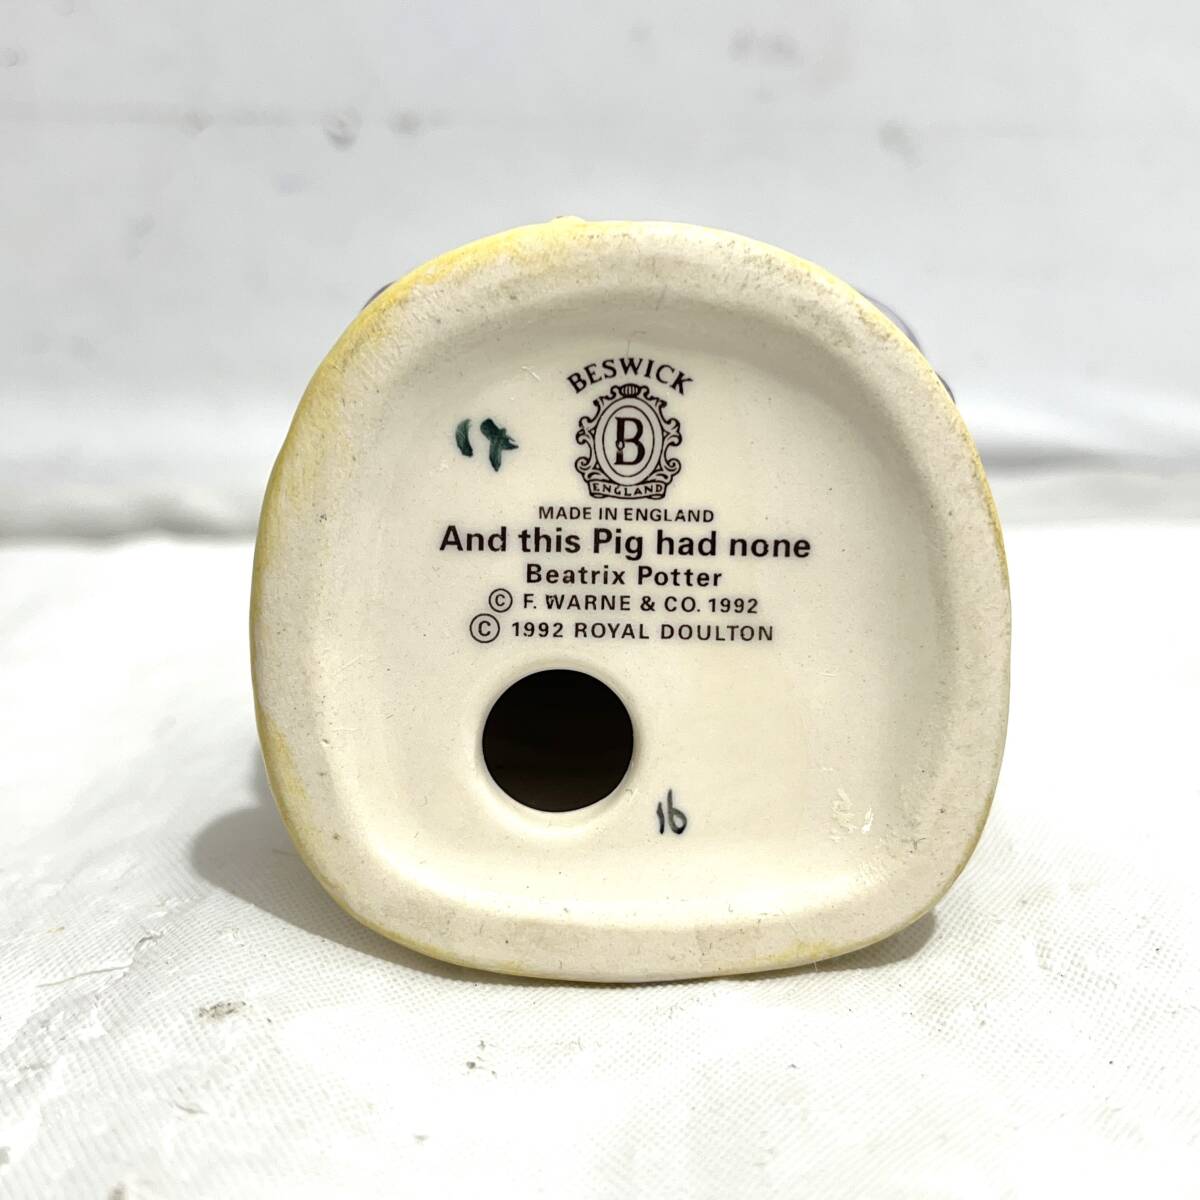 BESWICK
17
B
ENGLAND
MADE IN ENGLAND
And this Pig had none
Beatrix Potter
© F. WARNE & CO. 1992
© 1992 ROYAL DOULTON
16